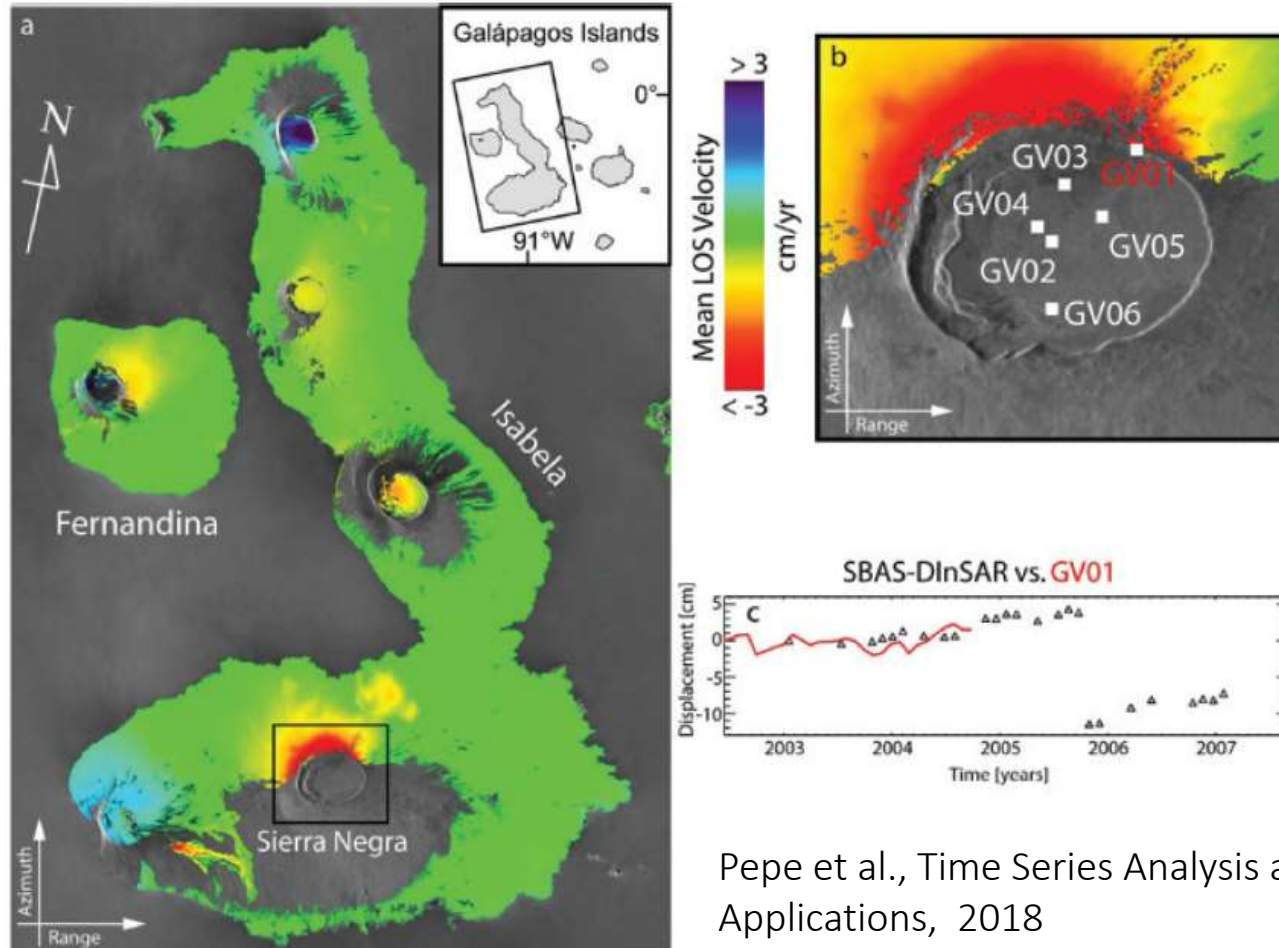 a
Galápagos Islands
0°
91°W
N
Fernandina
Isabela
Sierra Negra
Azimuth
Range
> 3
Mean LOS Velocity
cm/yr
< -3
b
GV03
GV01
GV04
GV05
GV02
GV06
Azimuth
Range
SBAS-DInSAR vs. GV01
c
Displacement [cm]
5
0
-5
-10
2003 2004 2005 2006 2007
Time [years]
Pepe et al., Time Series Analysis a
Applications, 2018